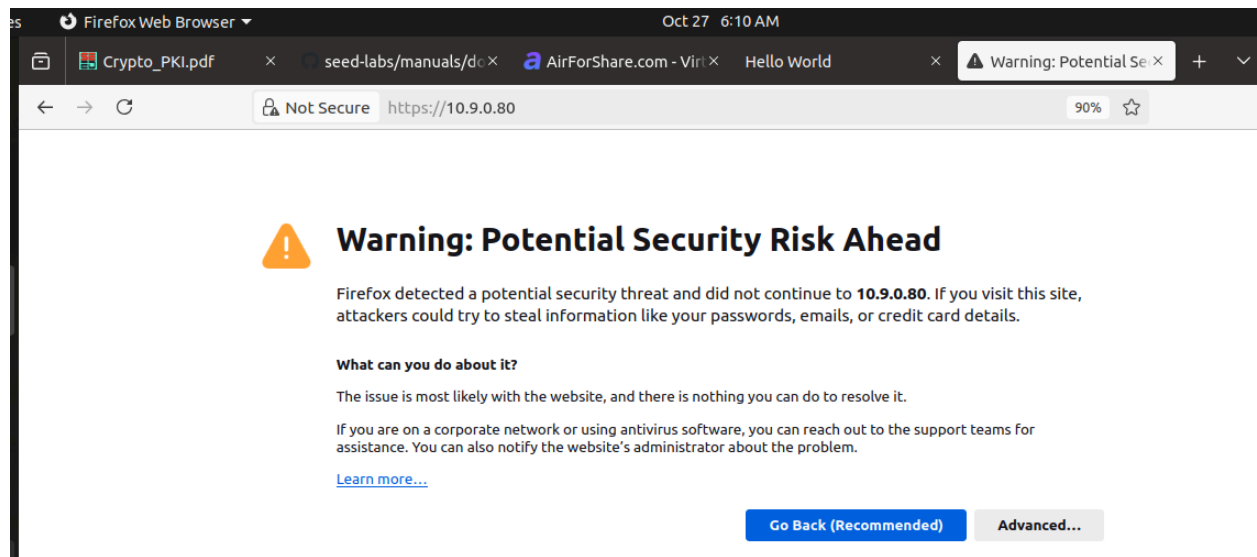 es Firefox Web Browser Oct 27 6:10 AM
Crypto_PKI.pdf × seed-labs/manuals/do× AirForShare.com - Virt× Hello World × Warning: Potential Se× +
Not Secure https://10.9.0.80 90%
Warning: Potential Security Risk Ahead
Firefox detected a potential security threat and did not continue to 10.9.0.80. If you visit this site,
attackers could try to steal information like your passwords, emails, or credit card details.
What can you do about it?
The issue is most likely with the website, and there is nothing you can do to resolve it.
If you are on a corporate network or using antivirus software, you can reach out to the support teams for
assistance. You can also notify the website's administrator about the problem.
Learn more…
Go Back (Recommended) Advanced…